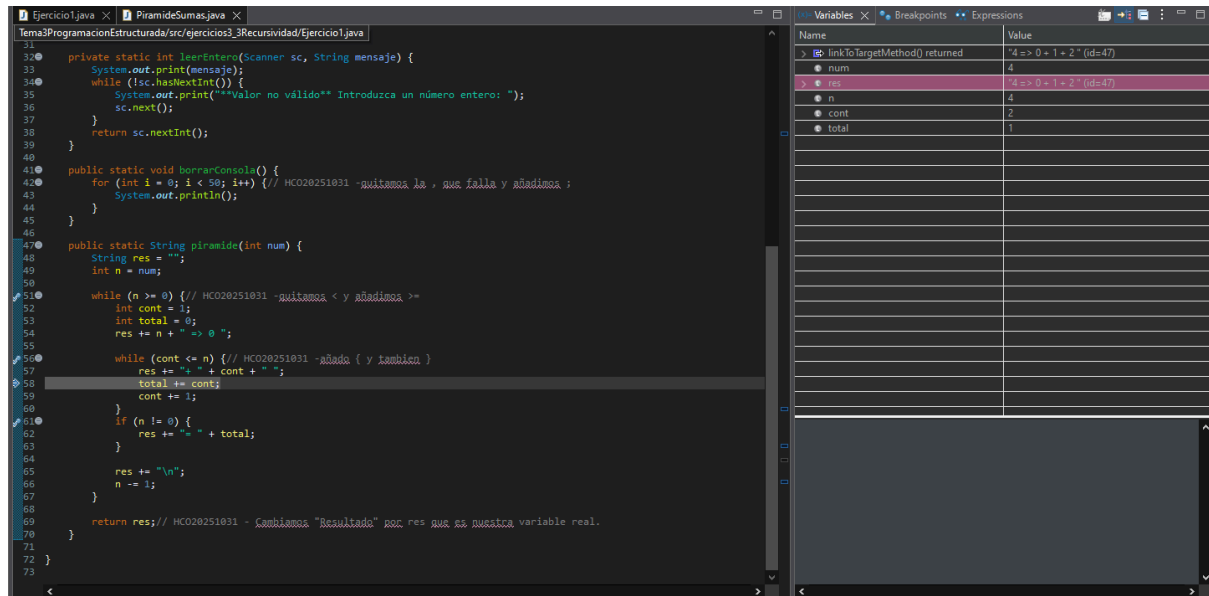 Ejercicio1.java PiramideSumas.java
Tema3ProgramacionEstructurada/src/ejercicios3_3Recursividad/Ejercicio1.java
31
32 private static int leerEntero(Scanner sc, String mensaje) {
33 System.out.print(mensaje);
34 while (!sc.hasNextInt()) {
35 System.out.print("**Valor no válido** Introduzca un número entero: ");
36 sc.next();
37 }
38 return sc.nextInt();
39 }
40
41 public static void borrarConsola() {
42 for (int i = 0; i < 50; i++) {// HCO20251031 -quitamos la , que falla y añadimos ;
43 System.out.println();
44 }
45 }
46
47 public static String piramide(int num) {
48 String res = "";
49 int n = num;
50
51 while (n >= 0) {// HCO20251031 -quitamos < y añadimos >=
52 int cont = 1;
53 int total = 0;
54 res += n + " => 0 ";
55
56 while (cont <= n) {// HCO20251031 -añado { y tambien }
57 res += "+ " + cont + " ";
58 total += cont;
59 cont += 1;
60 }
61 if (n != 0) {
62 res += "= " + total;
63 }
64
65 res += "\n";
66 n -= 1;
67 }
68
69 return res;// HCO20251031 - Cambiamos "Resultado" por res que es nuestra variable real.
70 }
71
72 }
73
Variables Breakpoints Expressions
Name Value
linkToTargetMethod() returned "4 => 0 + 1 + 2 " (id=47)
num 4
res "4 => 0 + 1 + 2 " (id=47)
n 4
cont 2
total 1